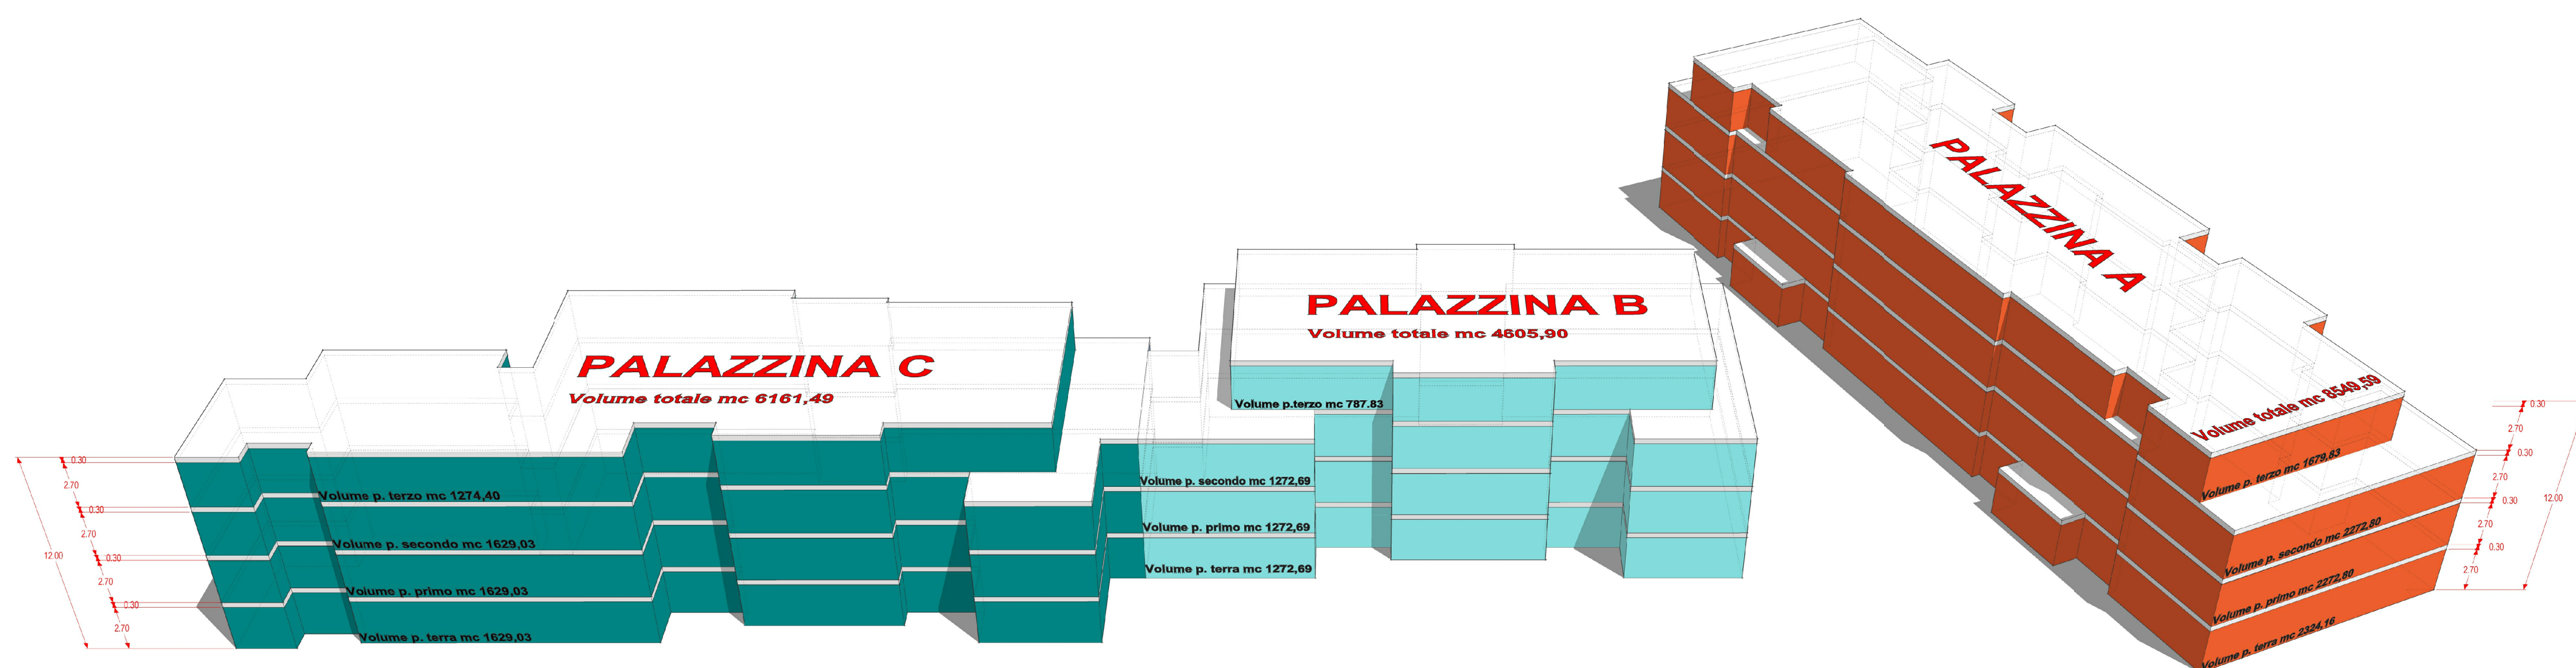 PALAZZINA C
Volume totale mc 6161,49
Volume p. terzo mc 1274,40
Volume p. secondo mc 1629,03
Volume p. primo mc 1629,03
Volume p. terra mc 1629,03
0.30
2.70
0.30
2.70
0.30
2.70
0.30
2.70
12.00
PALAZZINA B
Volume totale mc 4605,90
Volume p.terzo mc 787.83
Volume p. secondo mc 1272,69
Volume p. primo mc 1272,69
Volume p. terra mc 1272,69
PALAZZINA A
Volume totale mc 8549,59
Volume p. terzo mc 1679,83
Volume p. secondo mc 2272,80
Volume p. primo mc 2272,80
Volume p. terra mc 2324,16
0.30
2.70
0.30
2.70
0.30
2.70
0.30
2.70
12.00